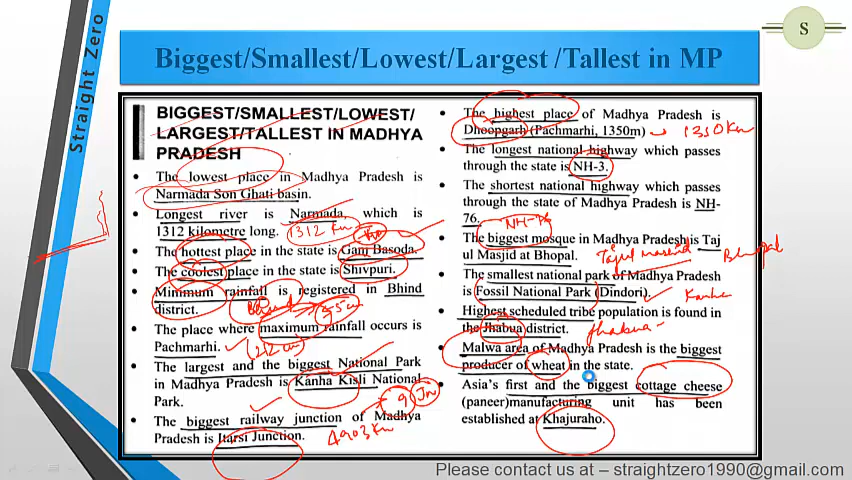 Straight Zero
S
Biggest/Smallest/Lowest/Largest /Tallest in MP
BIGGEST/SMALLEST/LOWEST/
LARGEST/TALLEST IN MADHYA
PRADESH
• The lowest place in Madhya Pradesh is
Narmada Son Ghati basin.
• Longest river is Narmada, which is
1312 kilometre long.
1312 Km
• The hottest place in the state is Ganj Basoda.
• The coolest place in the state is Shivpuri.
• Minimum rainfall is registered in Bhind
district.
• The place where maximum rainfall occurs is
Pachmarhi.
• The largest and the biggest National Park
in Madhya Pradesh is Kanha Kisli National
Park.
• The biggest railway junction of Madhya
Pradesh is Itarsi Junction.
4903 Km
• The highest place of Madhya Pradesh is
Dhoopgarh (Pachmarhi, 1350m)
1350 Km
• The longest national highway which passes
through the state is NH-3.
• The shortest national highway which passes
through the state of Madhya Pradesh is NH-
76.
NH-76
• The biggest mosque in Madhya Pradesh is Taj
ul Masjid at Bhopal.
Bhopal
• The smallest national park of Madhya Pradesh
is Fossil National Park (Dindori).
Kanha
• Highest scheduled tribe population is found in
the Jhabua district.
Jhabua
• Malwa area of Madhya Pradesh is the biggest
producer of wheat in the state.
• Asia's first and the biggest cottage cheese
(paneer)manufacturing unit has been
established at Khajuraho.
Please contact us at – straightzero1990@gmail.com